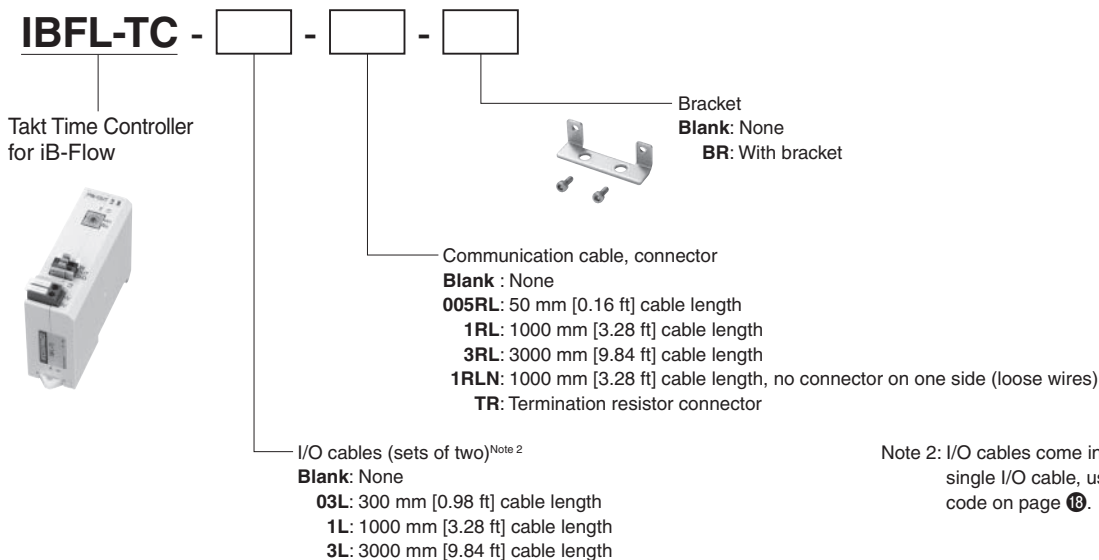 IBFL-TC - -
Takt Time Controller
for iB-Flow
Bracket
Blank: None
BR: With bracket
Communication cable, connector
Blank : None
005RL: 50 mm [0.16 ft] cable length
1RL: 1000 mm [3.28 ft] cable length
3RL: 3000 mm [9.84 ft] cable length
1RLN: 1000 mm [3.28 ft] cable length, no connector on one side (loose wires)
TR: Termination resistor connector
I/O cables (sets of two)Note 2
Blank: None
03L: 300 mm [0.98 ft] cable length
1L: 1000 mm [3.28 ft] cable length
3L: 3000 mm [9.84 ft] cable length
Note 2: I/O cables come in
single I/O cable, us
code on page ⓲.